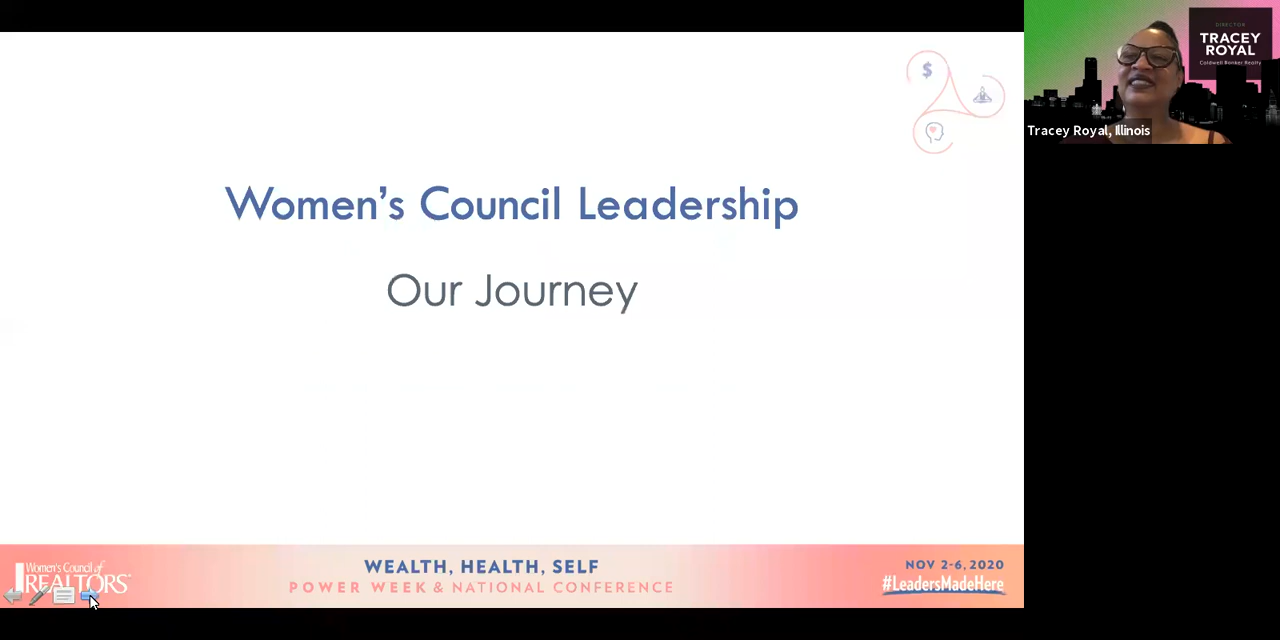 $
DIRECTOR
TRACEY
ROYAL
Coldwell Banker Realty
Tracey Royal, Illinois
Women's Council Leadership
Our Journey
Women's Council of
REALTORS®
WEALTH, HEALTH, SELF
POWER WEEK & NATIONAL CONFERENCE
NOV 2-6, 2020
#LeadersMadeHere